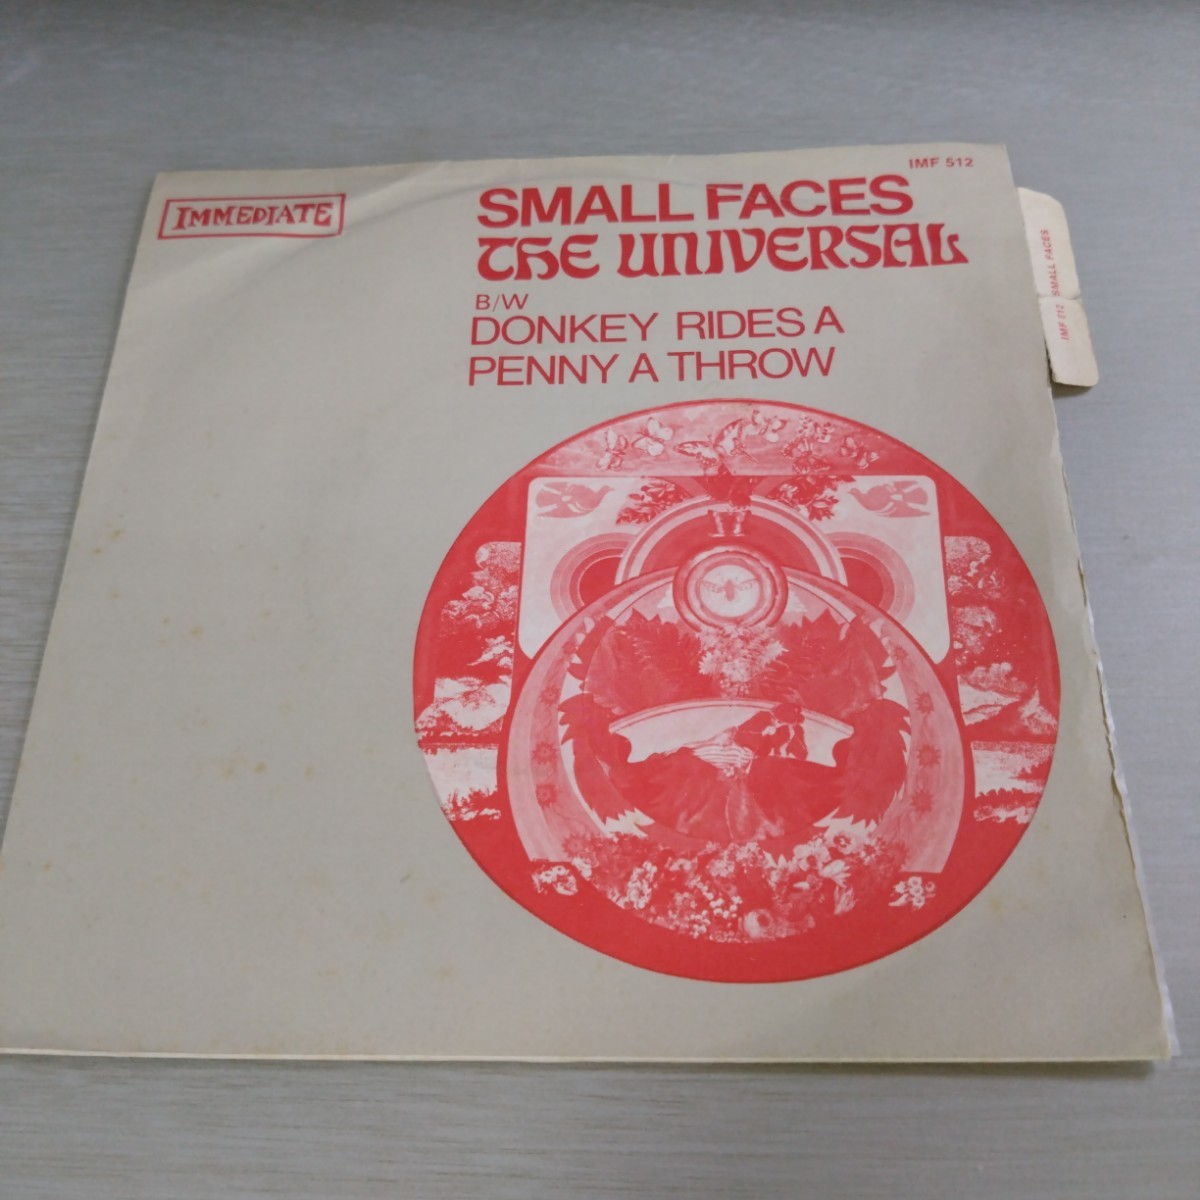 IMF 512
IMMEDIATE
SMALL FACES
THE UNIVERSAL
B/W
DONKEY RIDES A
PENNY A THROW
SMALL FACES
IMF 512